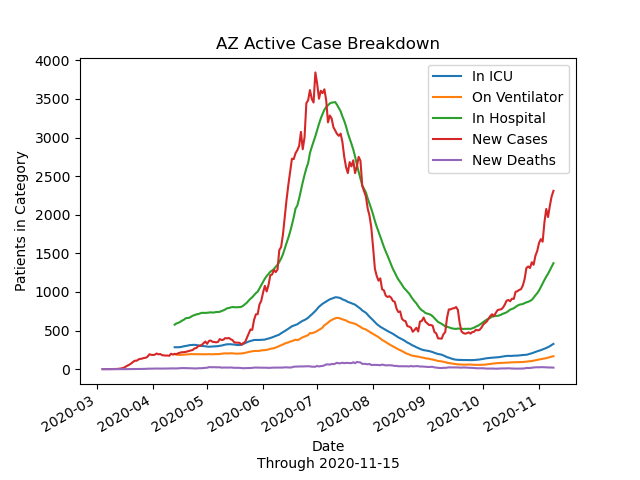 AZ Active Case Breakdown
4000
3500
3000
2500
2000
1500
1000
500
0
Patients in Category
In ICU
On Ventilator
In Hospital
New Cases
New Deaths
2020-03
2020-04
2020-05
2020-06
2020-07
2020-08
2020-09
2020-10
2020-11
Date
Through 2020-11-15